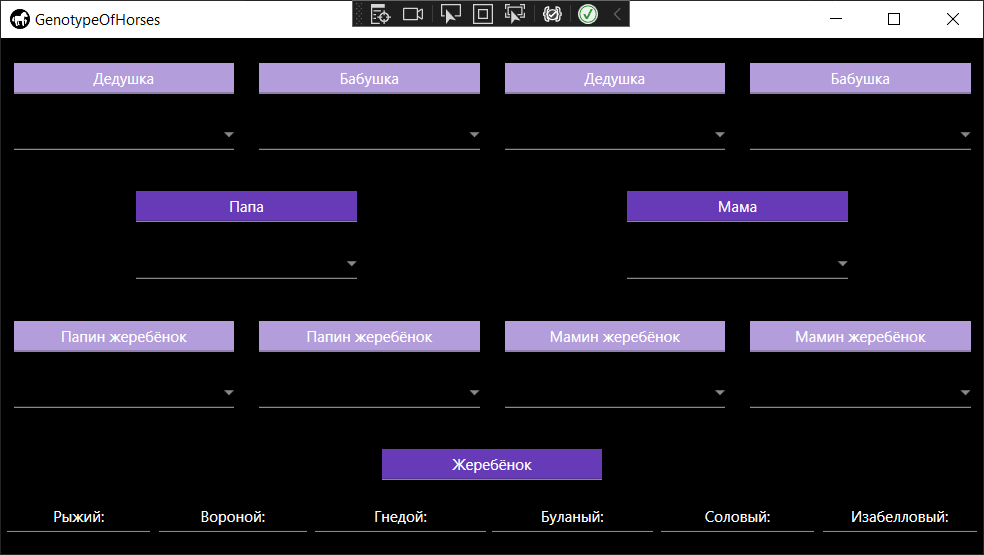 GenotypeOfHorses
Дедушка Бабушка Дедушка Бабушка
Папа Мама
Папин жеребёнок Папин жеребёнок Мамин жеребёнок Мамин жеребёнок
Жеребёнок
Рыжий: Вороной: Гнедой: Буланый: Соловый: Изабелловый: